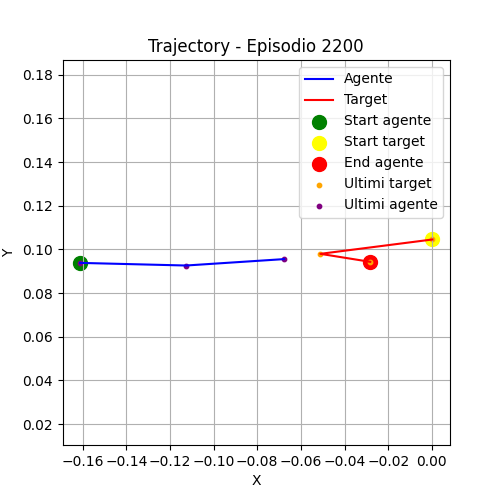 Trajectory - Episodio 2200
Agente
Target
Start agente
Start target
End agente
Ultimi target
Ultimi agente
Y
0.18
0.16
0.14
0.12
0.10
0.08
0.06
0.04
0.02
−0.16 −0.14 −0.12 −0.10 −0.08 −0.06 −0.04 −0.02 0.00
X